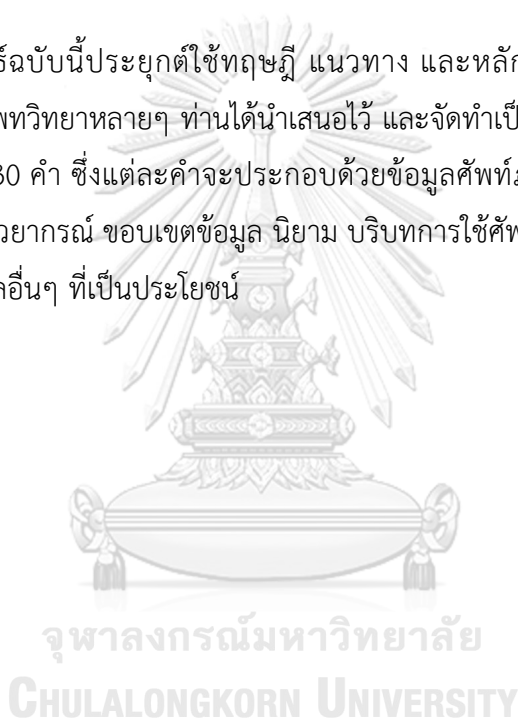 ธ์ฉบับนี้ประยุกต์ใช้ทฤษฎี แนวทาง และหลัก
พทวิทยาหลายๆ ท่านได้นำเสนอไว้ และจัดทำเป็
30 คำ ซึ่งแต่ละคำจะประกอบด้วยข้อมูลศัพท์
วยากรณ์ ขอบเขตข้อมูล นิยาม บริบทการใช้ศัพ
ลอื่นๆ ที่เป็นประโยชน์
จุฬาลงกรณ์มหาวิทยาลัย
CHULALONGKORN UNIVERSITY